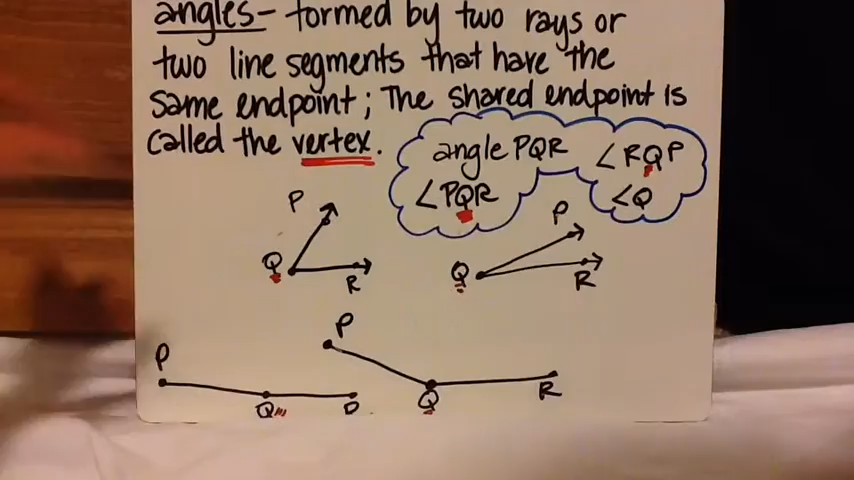 angles- formed by two rays or
two line segments that have the
same endpoint; The shared endpoint is
called the vertex.
angle PQR
∠RQP
∠PQR
∠Q
P
Q
R
P
Q
R
P
Q
D
P
Q
R